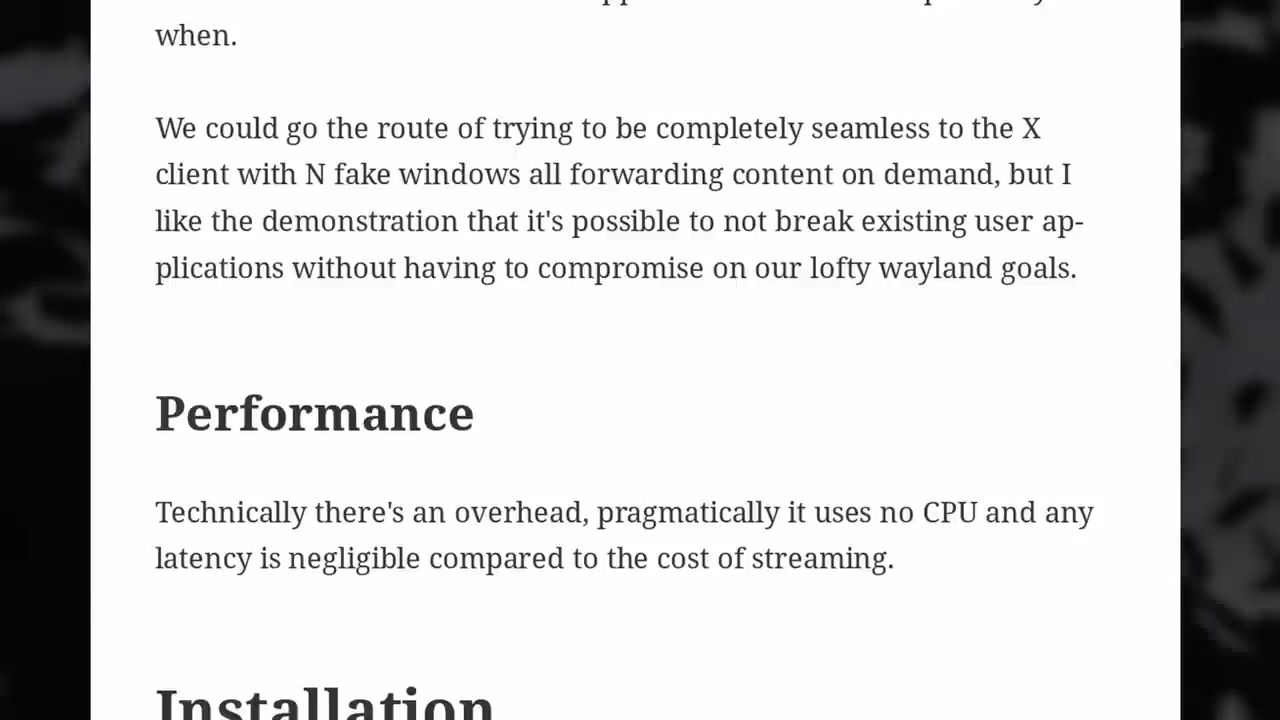 when.
We could go the route of trying to be completely seamless to the X
client with N fake windows all forwarding content on demand, but I
like the demonstration that it's possible to not break existing user ap-
plications without having to compromise on our lofty wayland goals.
Performance
Technically there's an overhead, pragmatically it uses no CPU and any
latency is negligible compared to the cost of streaming.
Installation